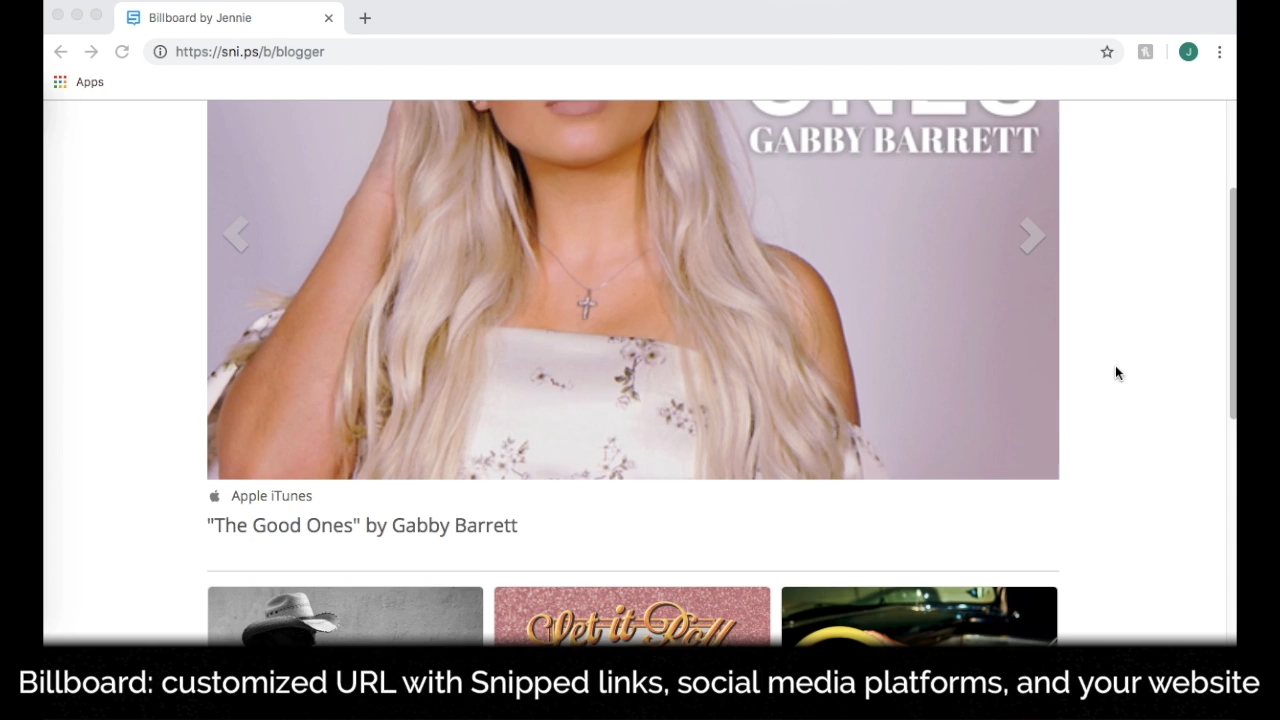 Billboard by Jennie
https://sni.ps/b/blogger
J
Apps
ONES
GABBY BARRETT
Apple iTunes
"The Good Ones" by Gabby Barrett
Let it Roll
Billboard: customized URL with Snipped links, social media platforms, and your website